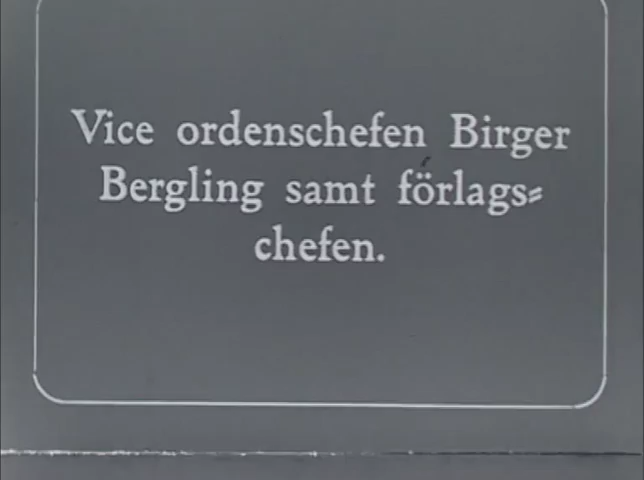 Vice ordenschefen Birger
Bergling samt förlags=
chefen.